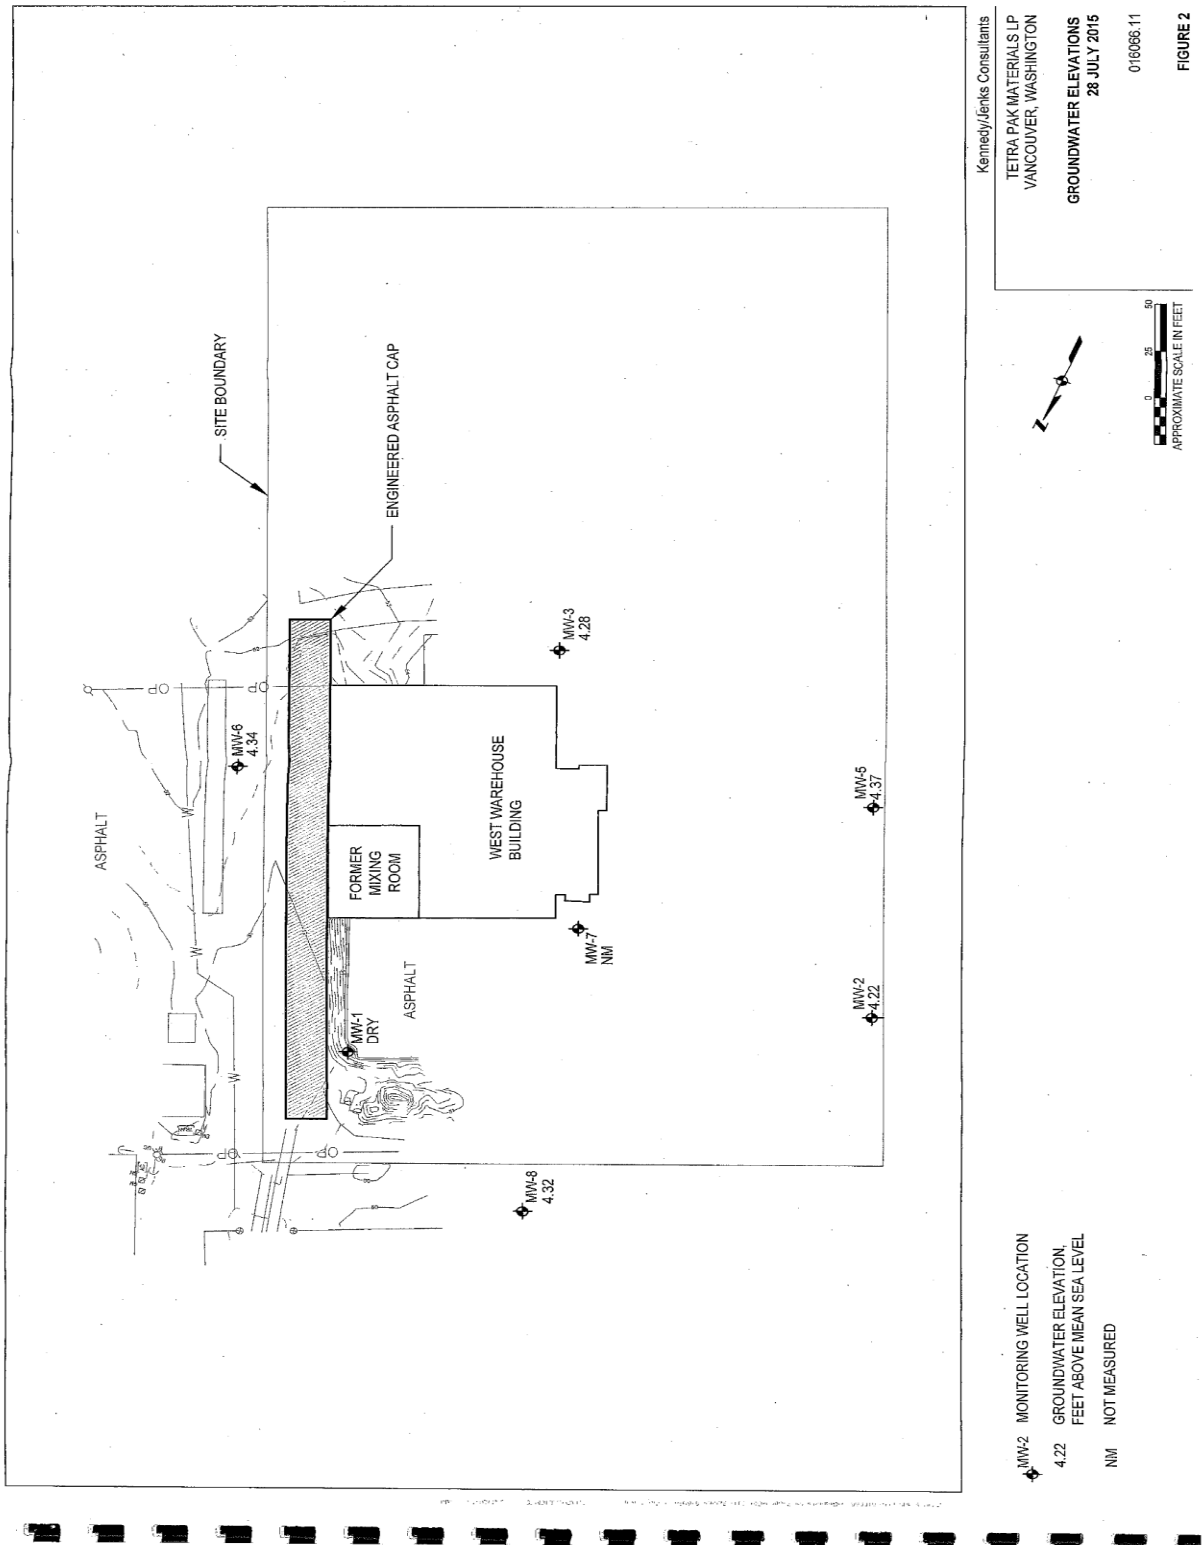 SITE BOUNDARY
ENGINEERED ASPHALT CAP
ASPHALT
MW-6
4.34
W
W
W
OP
OP
OP
OP
MW-3
4.28
WEST WAREHOUSE
BUILDING
FORMER
MIXING
ROOM
MW-5
4.37
MW-7
NM
ASPHALT
MW-1
DRY
MW-2
4.22
MW-8
4.32
MW-2 MONITORING WELL LOCATION
4.22 GROUNDWATER ELEVATION,
FEET ABOVE MEAN SEA LEVEL
NM NOT MEASURED
Z
0 25 50
APPROXIMATE SCALE IN FEET
Kennedy/Jenks Consultants
TETRA PAK MATERIALS LP
VANCOUVER, WASHINGTON
GROUNDWATER ELEVATIONS
28 JULY 2015
016066.11
FIGURE 2